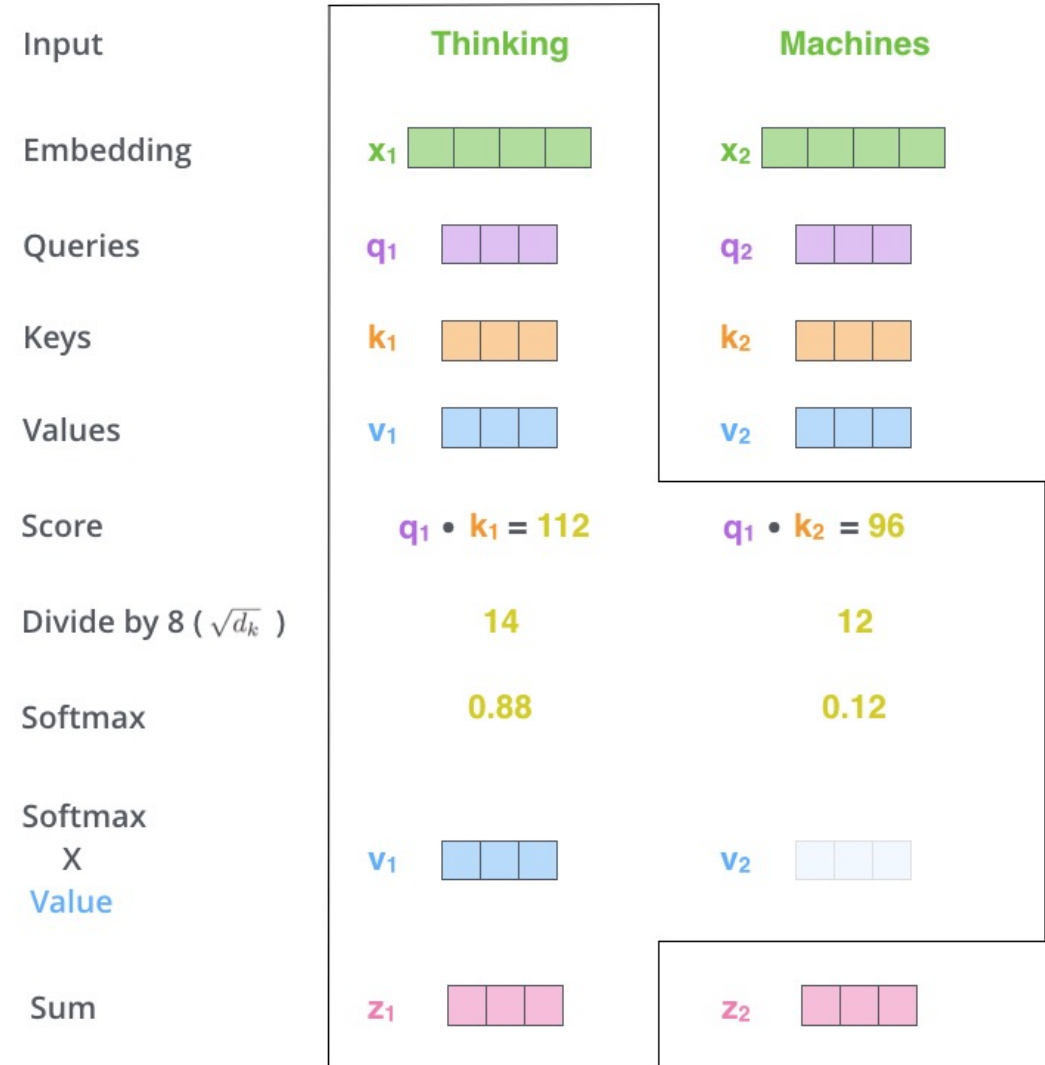 Input Thinking Machines
Embedding x₁ x₂
Queries q₁ q₂
Keys k₁ k₂
Values v₁ v₂
Score q₁ • k₁ = 112 q₁ • k₂ = 96
Divide by 8 ( √dₖ ) 14 12
Softmax 0.88 0.12
Softmax
X v₁ v₂
Value
Sum z₁ z₂